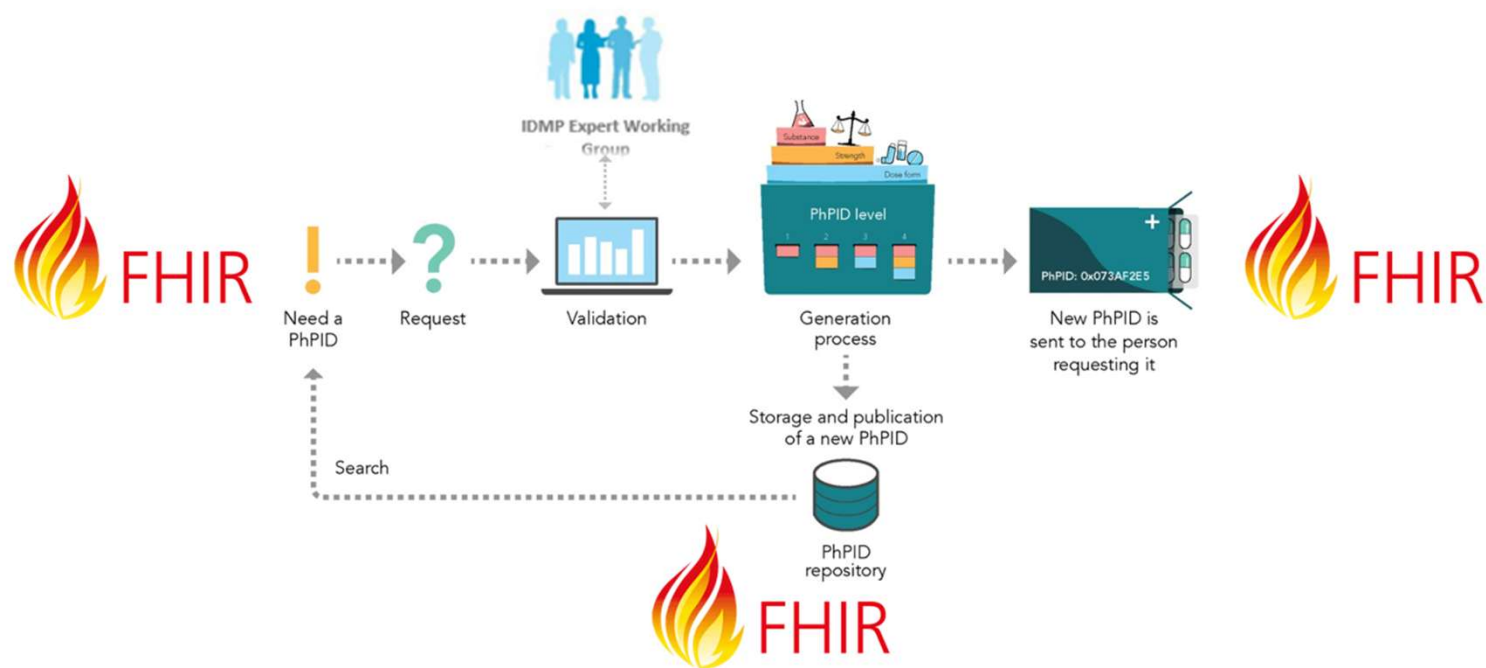 IDMP Expert Working
Group
Substance
Strength
Dose form
PhPID level
1 2 3 4
PhPID: 0x073AF2E5
FHIR
FHIR
Need a
PhPID
Request
Validation
Generation
process
New PhPID is
sent to the person
requesting it
Storage and publication
of a new PhPID
Search
PhPID
repository
FHIR